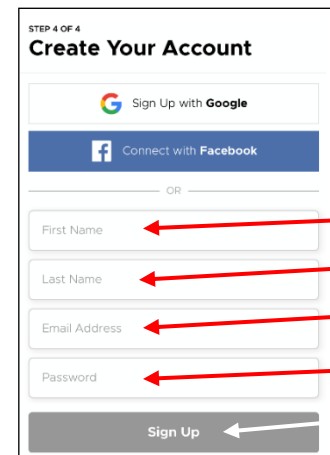 STEP 4 OF 4
Create Your Account
Sign Up with Google
Connect with Facebook
OR
First Name
Last Name
Email Address
Password
Sign Up